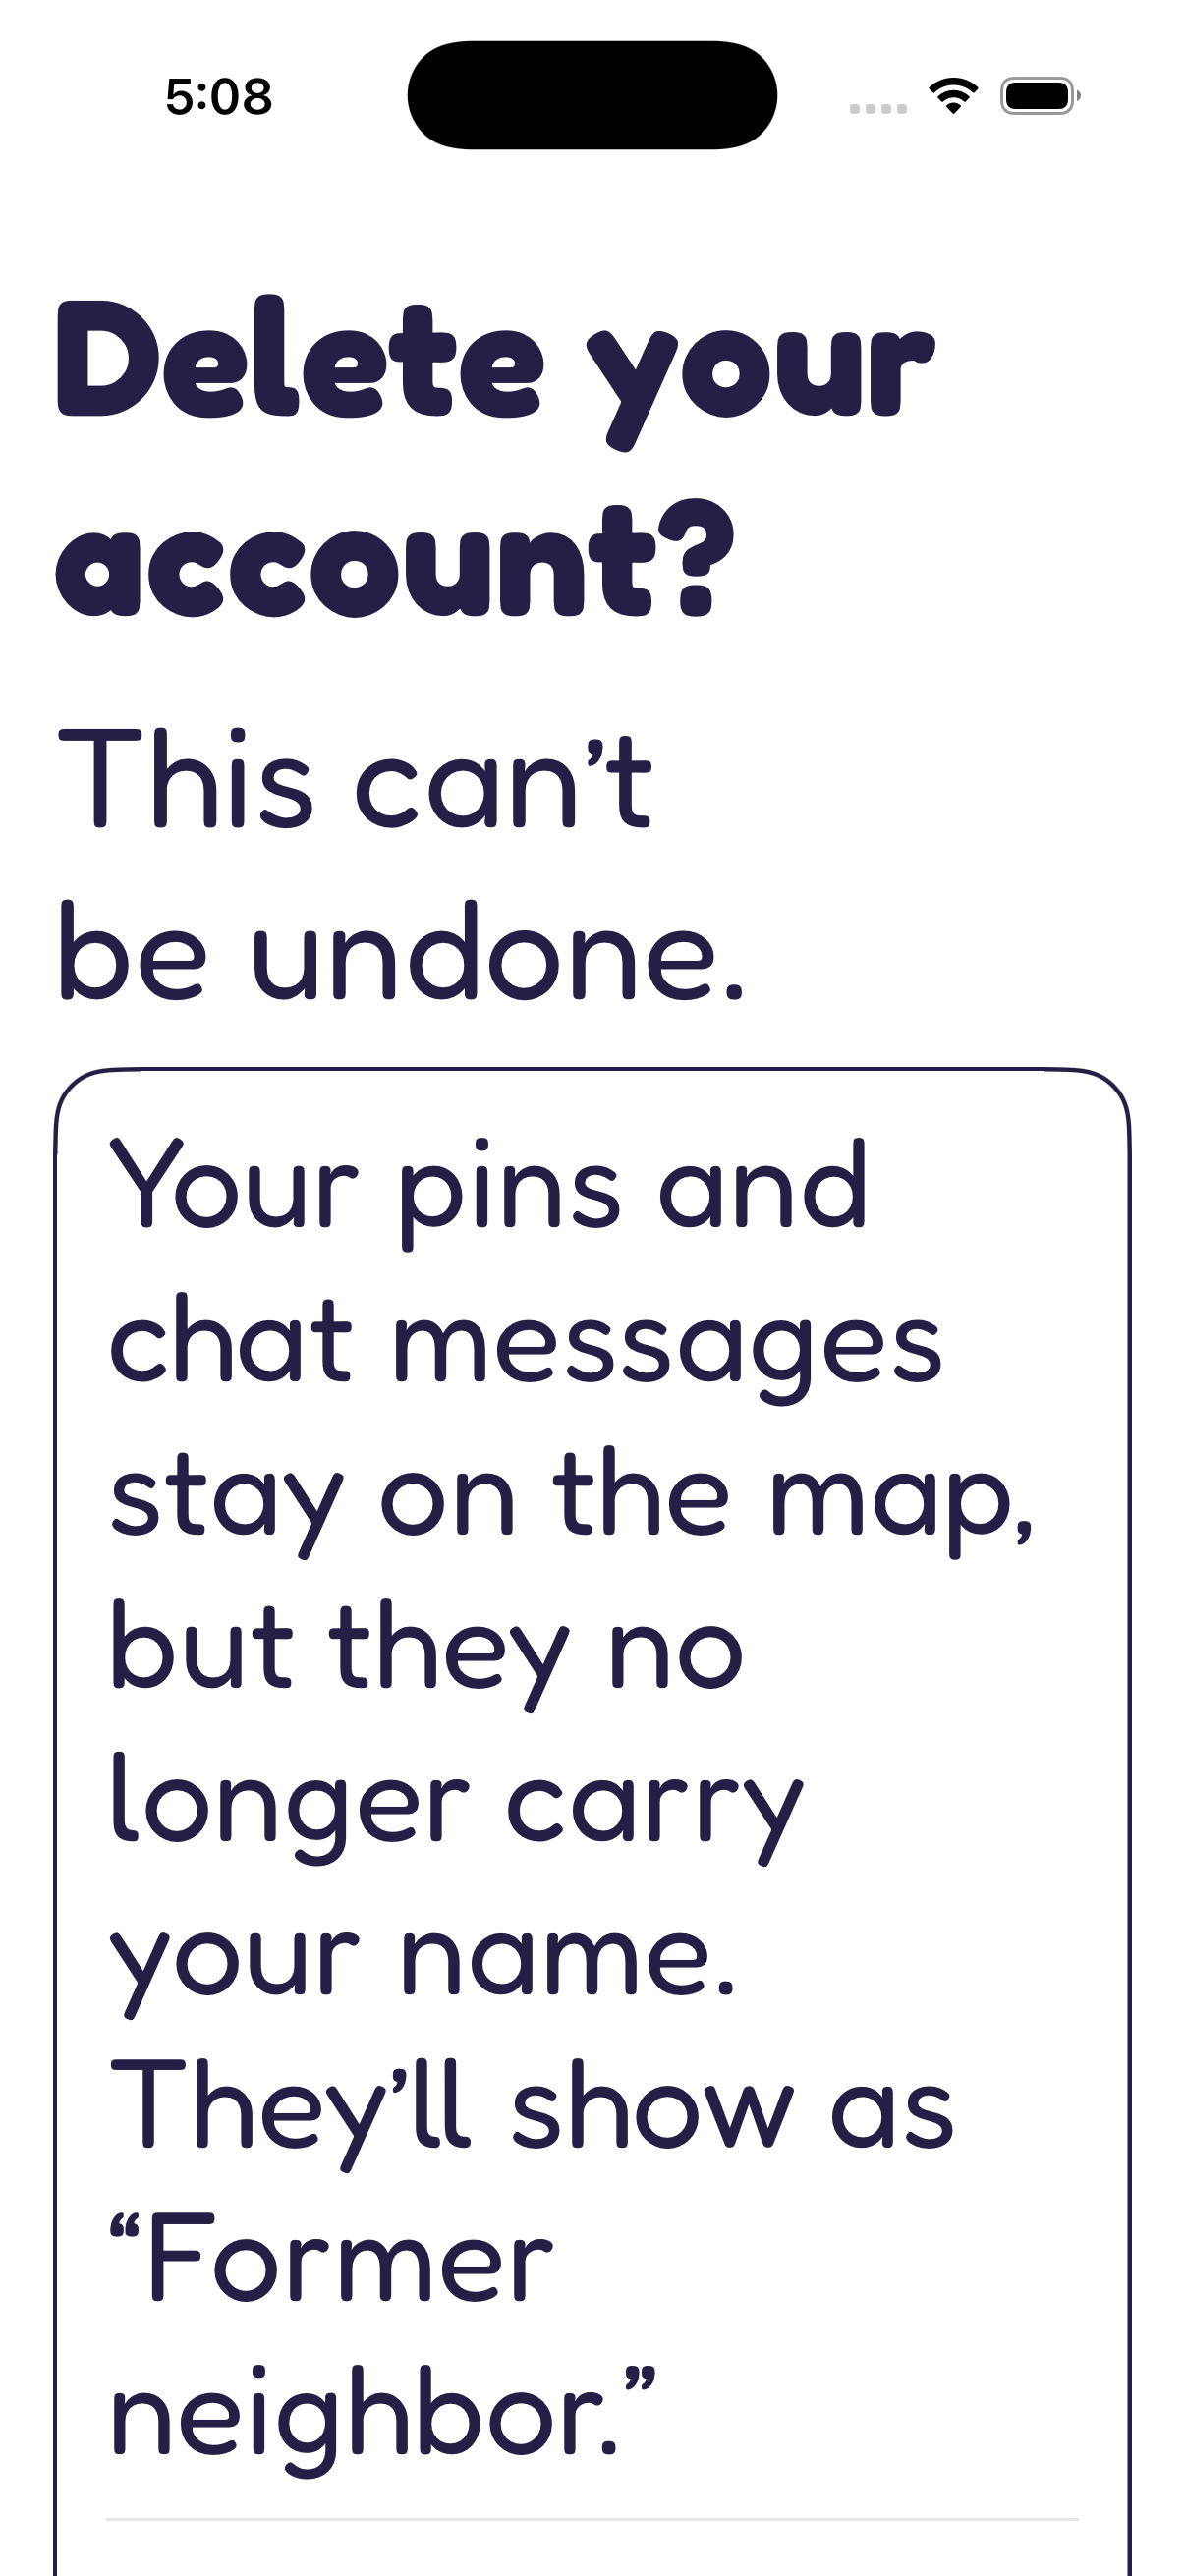 5:08
Delete your
account?
This can’t
be undone.
Your pins and
chat messages
stay on the map,
but they no
longer carry
your name.
They’ll show as
“Former
neighbor.”